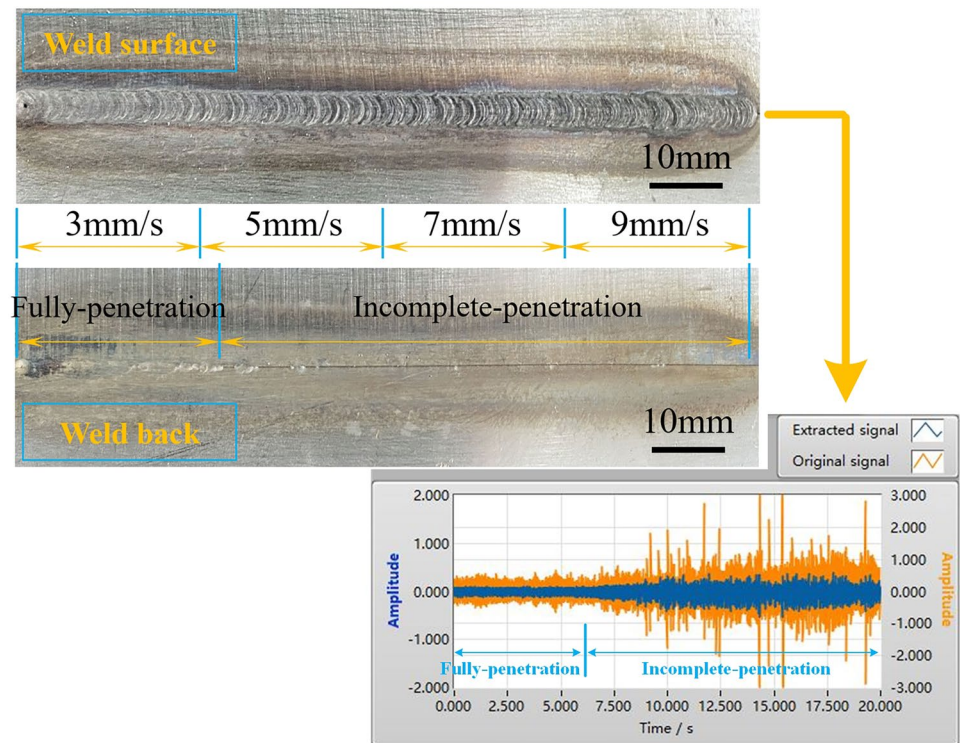 Weld surface
10mm
3mm/s 5mm/s 7mm/s 9mm/s
Fully-penetration Incomplete-penetration
Weld back
10mm
Extracted signal
Original signal
2.000 3.000
2.000
1.000 1.000
0.000 0.000
-1.000 -1.000
-2.000
-2.000 -3.000
Amplitude
Amplitude
Fully-penetration Incomplete-penetration
0.000 2.500 5.000 7.500 10.000 12.500 15.000 17.500 20.000
Time / s